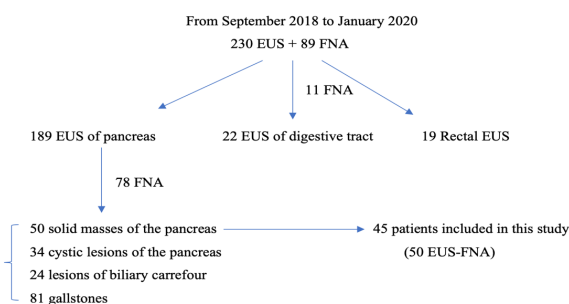 From September 2018 to January 2020
230 EUS + 89 FNA
11 FNA
189 EUS of pancreas
22 EUS of digestive tract
19 Rectal EUS
78 FNA
50 solid masses of the pancreas
45 patients included in this study
34 cystic lesions of the pancreas
(50 EUS-FNA)
24 lesions of biliary carrefour
81 gallstones